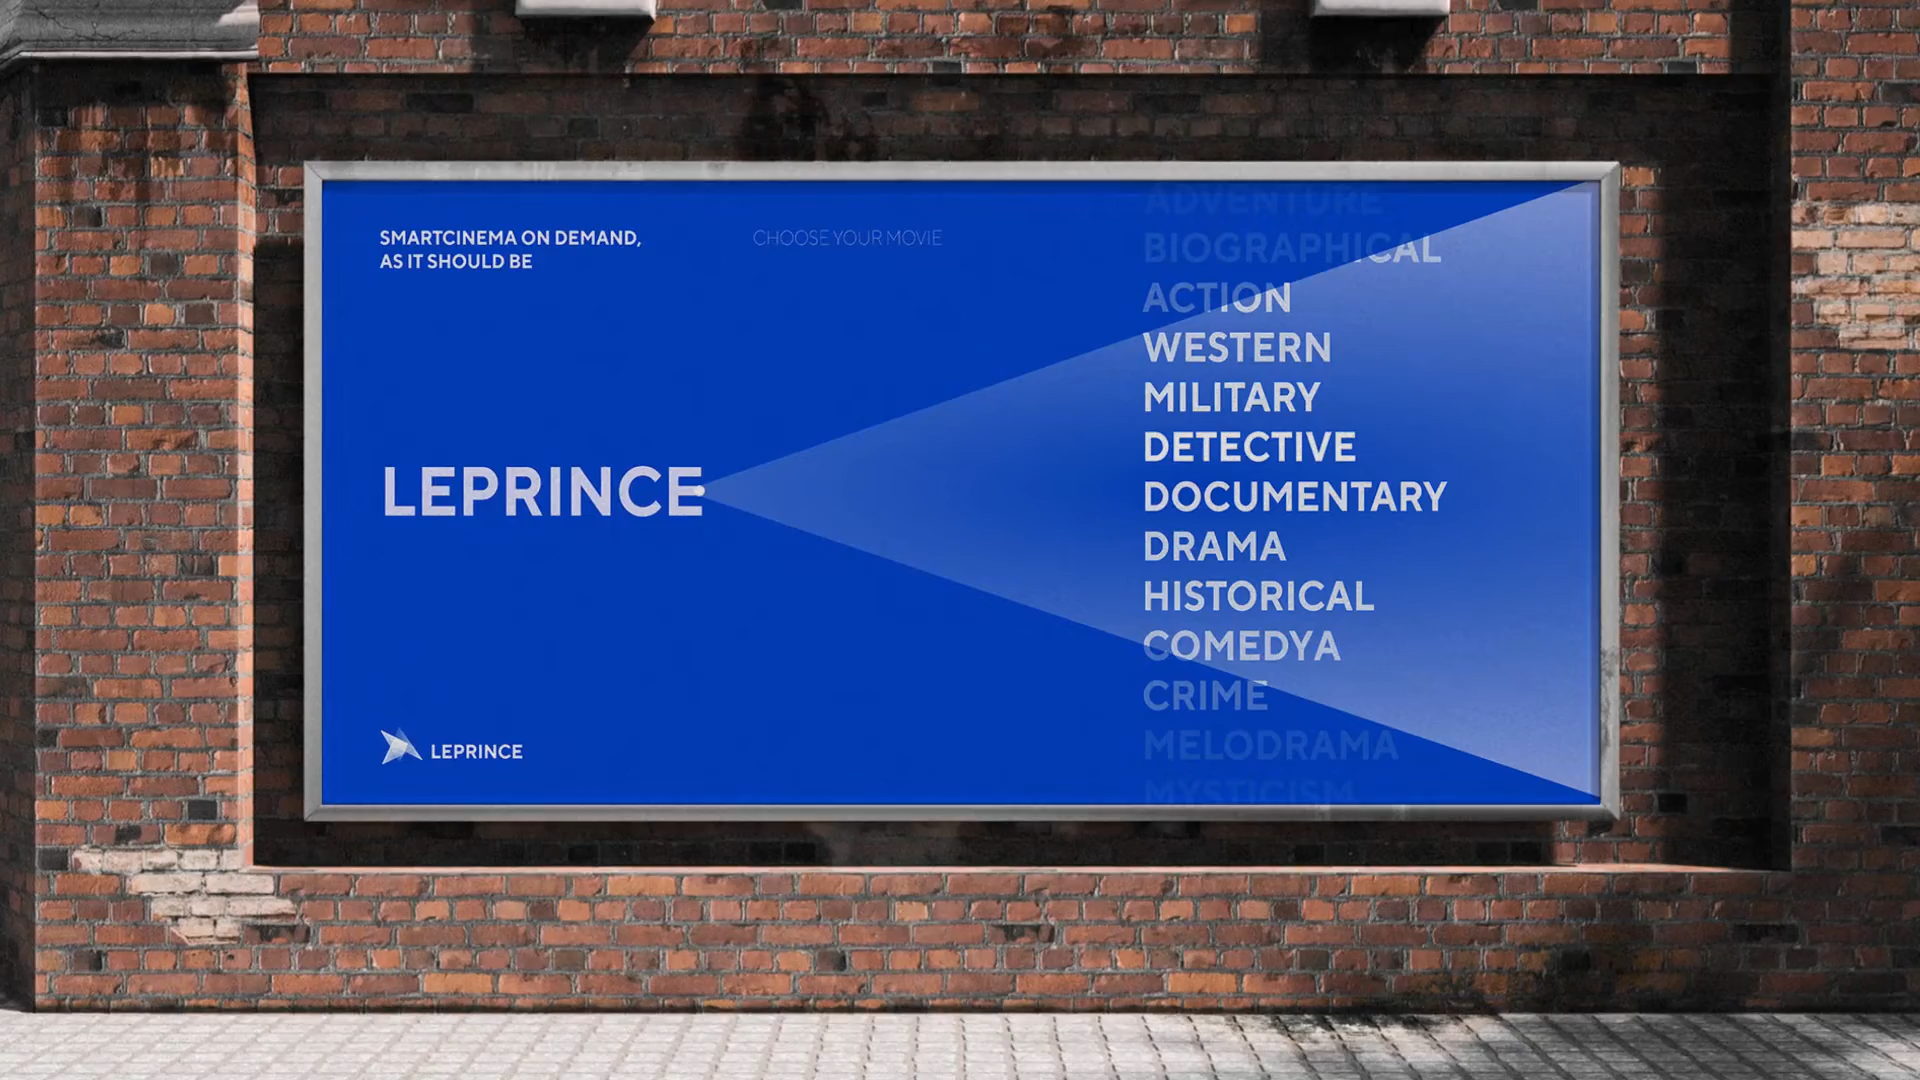 SMARTCINEMA ON DEMAND,
AS IT SHOULD BE
CHOOSE YOUR MOVIE
LEPRINCE
ADVENTURE
BIOGRAPHICAL
ACTION
WESTERN
MILITARY
DETECTIVE
DOCUMENTARY
DRAMA
HISTORICAL
COMEDYA
CRIME
MELODRAMA
MYSTICISM
LEPRINCE